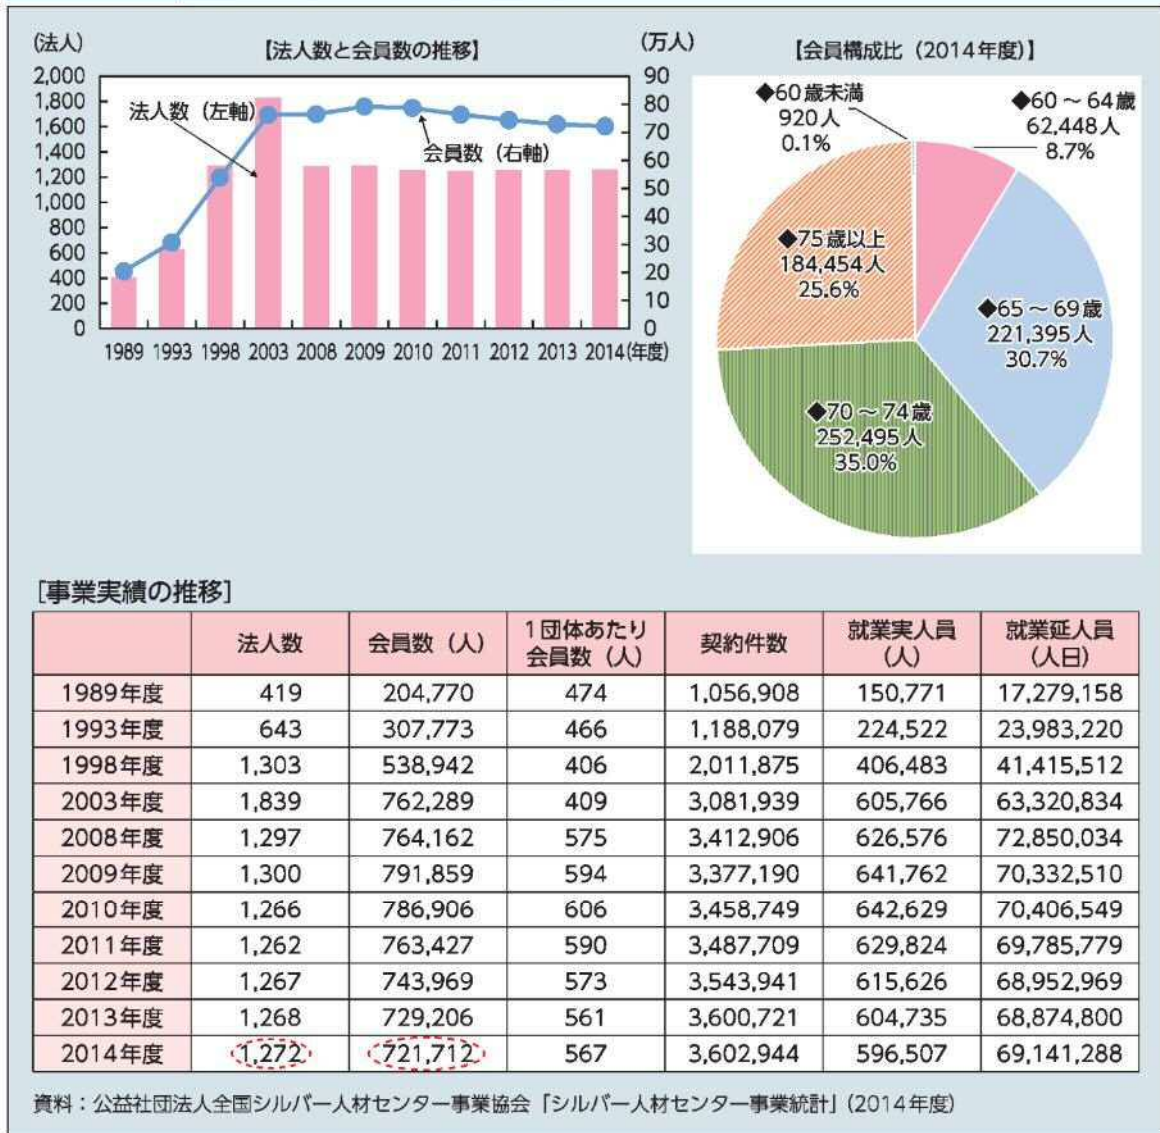 (法人)
【法人数と会員数の推移】
(万人)
2,000
1,800
1,600
1,400
1,200
1,000
800
600
400
200
0
90
80
70
60
50
40
30
20
10
0
法人数（左軸）
会員数（右軸）
1989 1993 1998 2003 2008 2009 2010 2011 2012 2013 2014(年度)
【会員構成比（2014年度）】
◆60歳未満
920人
0.1%
◆60～64歳
62,448人
8.7%
◆75歳以上
184,454人
25.6%
◆65～69歳
221,395人
30.7%
◆70～74歳
252,495人
35.0%
［事業実績の推移］
法人数 会員数（人） 1団体あたり会員数（人） 契約件数 就業実人員（人） 就業延人員（人日）
1989年度 419 204,770 474 1,056,908 150,771 17,279,158
1993年度 643 307,773 466 1,188,079 224,522 23,983,220
1998年度 1,303 538,942 406 2,011,875 406,483 41,415,512
2003年度 1,839 762,289 409 3,081,939 605,766 63,320,834
2008年度 1,297 764,162 575 3,412,906 626,576 72,850,034
2009年度 1,300 791,859 594 3,377,190 641,762 70,332,510
2010年度 1,266 786,906 606 3,458,749 642,629 70,406,549
2011年度 1,262 763,427 590 3,487,709 629,824 69,785,779
2012年度 1,267 743,969 573 3,543,941 615,626 68,952,969
2013年度 1,268 729,206 561 3,600,721 604,735 68,874,800
2014年度 1,272 721,712 567 3,602,944 596,507 69,141,288
資料：公益社団法人全国シルバー人材センター事業協会「シルバー人材センター事業統計」（2014年度）